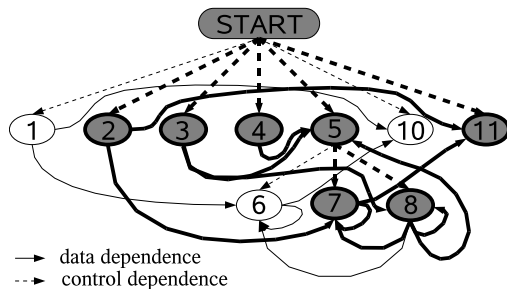 START
1 2 3 4 5 10 11
6 7 8
data dependence
control dependence